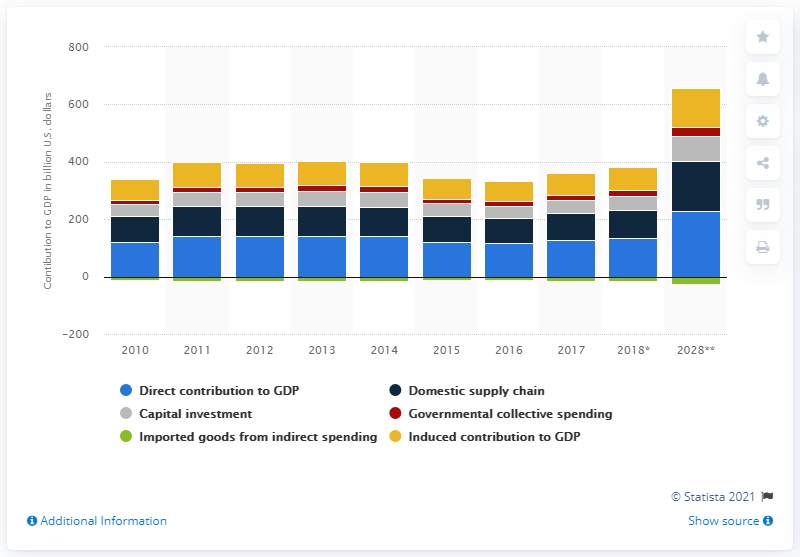 800
600
400
200
0
-200
Contibution to GDP in billion U.S. dollars
2010 2011 2012 2013 2014 2015 2016 2017 2018* 2028**
Direct contribution to GDP
Domestic supply chain
Capital investment
Governmental collective spending
Imported goods from indirect spending
Induced contribution to GDP
© Statista 2021
Additional Information
Show source